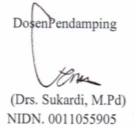 DosenPendamping
(Drs. Sukardi, M.Pd)
NIDN. 0011055905